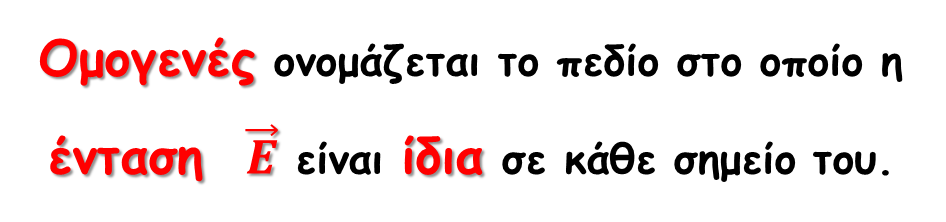 Ομογενές ονομάζεται το πεδίο στο οποίο η
ένταση E⃗ είναι ίδια σε κάθε σημείο του.